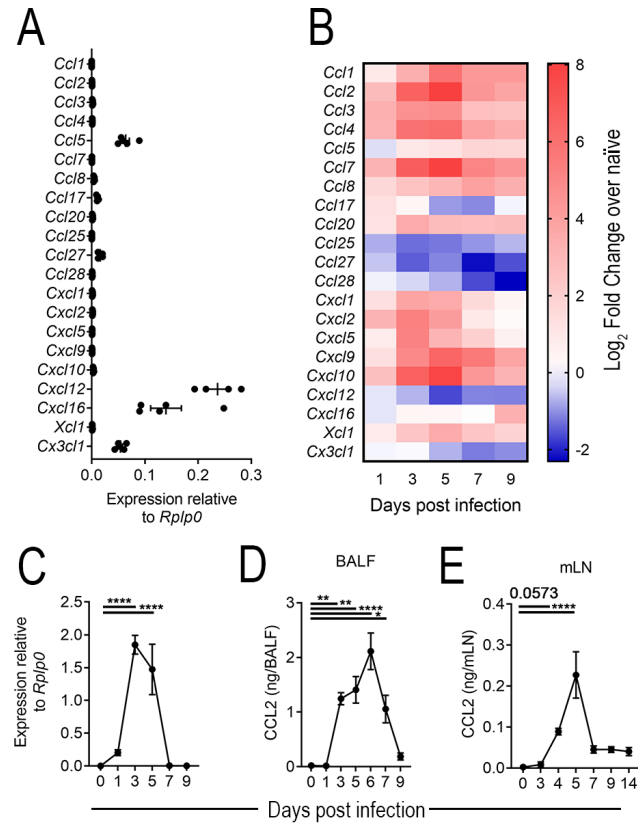 A
Ccl1
Ccl2
Ccl3
Ccl4
Ccl5
Ccl7
Ccl8
Ccl17
Ccl20
Ccl25
Ccl27
Ccl28
Cxcl1
Cxcl2
Cxcl5
Cxcl9
Cxcl10
Cxcl12
Cxcl16
Xcl1
Cx3cl1
0.0 0.1 0.2 0.3
Expression relative
to Rplp0
B
Ccl1
Ccl2
Ccl3
Ccl4
Ccl5
Ccl7
Ccl8
Ccl17
Ccl20
Ccl25
Ccl27
Ccl28
Cxcl1
Cxcl2
Cxcl5
Cxcl9
Cxcl10
Cxcl12
Cxcl16
Xcl1
Cx3cl1
1 3 5 7 9
Days post infection
8
6
4
2
0
-2
Log2 Fold Change over naïve
C
**** ****
2.5
2.0
1.5
1.0
0.5
0.0
Expression relative
to Rplp0
0 1 3 5 7 9
D
BALF
** ** **** *
3
2
1
0
CCL2 (ng/BALF)
0 1 3 5 6 7 9
E
mLN
0.0573
****
0.4
0.3
0.2
0.1
0.0
CCL2 (ng/mLN)
0 3 4 5 7 9 14
Days post infection